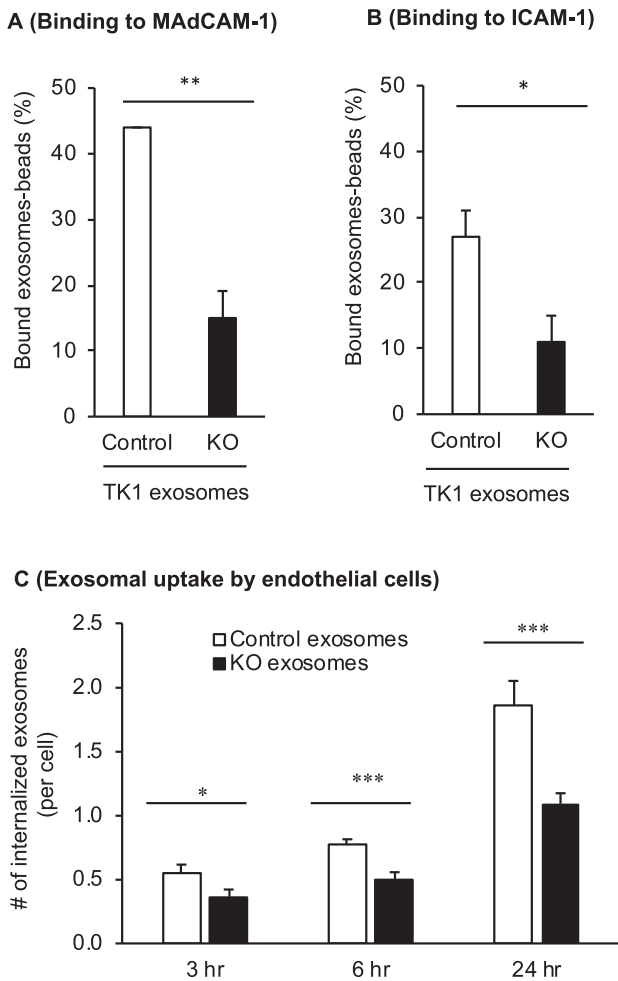 A (Binding to MAdCAM-1)
Bound exosomes-beads (%)
50
40
30
20
10
0
**
Control KO
TK1 exosomes
B (Binding to ICAM-1)
Bound exosomes-beads (%)
50
40
30
20
10
0
*
Control KO
TK1 exosomes
C (Exosomal uptake by endothelial cells)
# of internalized exosomes
(per cell)
2.5
2.0
1.5
1.0
0.5
0.0
Control exosomes
KO exosomes
*
***
***
3 hr 6 hr 24 hr